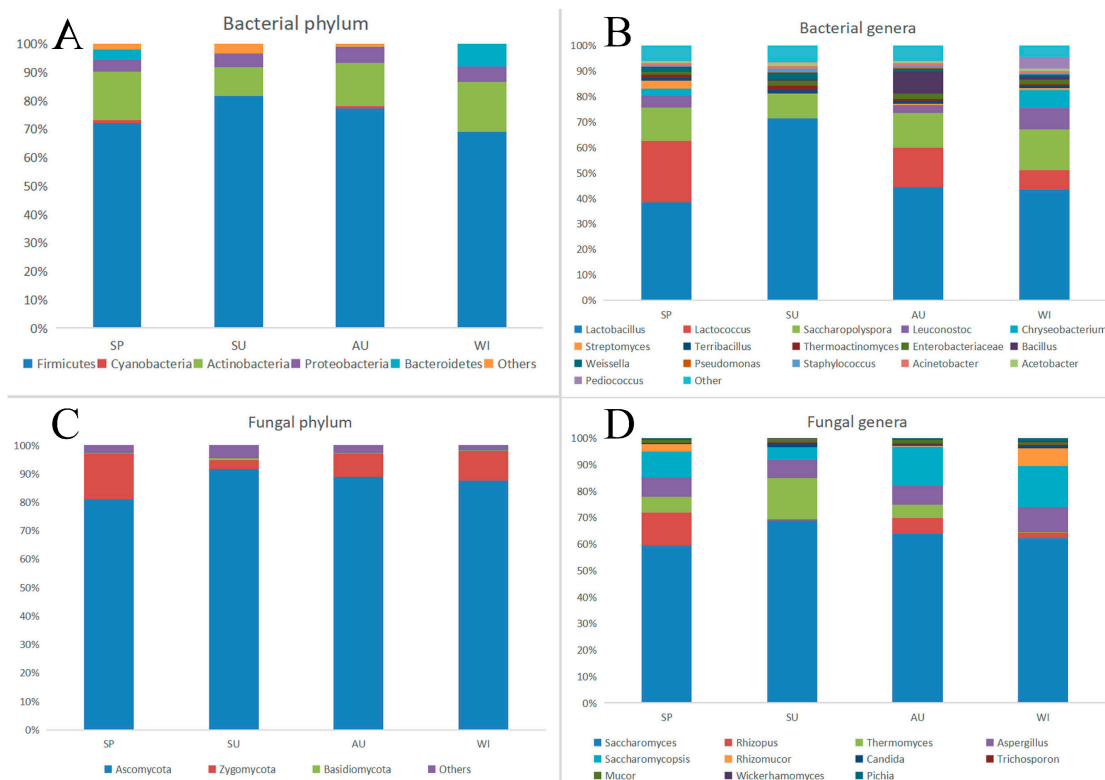 A
Bacterial phylum
100%
90%
80%
70%
60%
50%
40%
30%
20%
10%
0%
SP SU AU WI
Firmicutes Cyanobacteria Actinobacteria Proteobacteria Bacteroidetes Others
B
Bacterial genera
100%
90%
80%
70%
60%
50%
40%
30%
20%
10%
0%
SP SU AU WI
Lactobacillus Lactococcus Saccharopolyspora Leuconostoc Chryseobacterium
Streptomyces Terribacillus Thermoactinomyces Enterobacteriaceae Bacillus
Weissella Pseudomonas Staphylococcus Acinetobacter Acetobacter
Pediococcus Other
C
Fungal phylum
100%
90%
80%
70%
60%
50%
40%
30%
20%
10%
0%
SP SU AU WI
Ascomycota Zygomycota Basidiomycota Others
D
Fungal genera
100%
90%
80%
70%
60%
50%
40%
30%
20%
10%
0%
SP SU AU WI
Saccharomyces Rhizopus Thermomyces Aspergillus
Saccharomycopsis Rhizomucor Candida Trichosporon
Mucor Wickerhamomyces Pichia